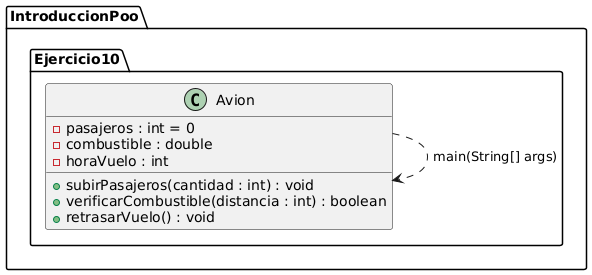 IntroduccionPoo
Ejercicio10
C Avion
pasajeros : int = 0
combustible : double
horaVuelo : int
main(String[] args)
subirPasajeros(cantidad : int) : void
verificarCombustible(distancia : int) : boolean
retrasarVuelo() : void